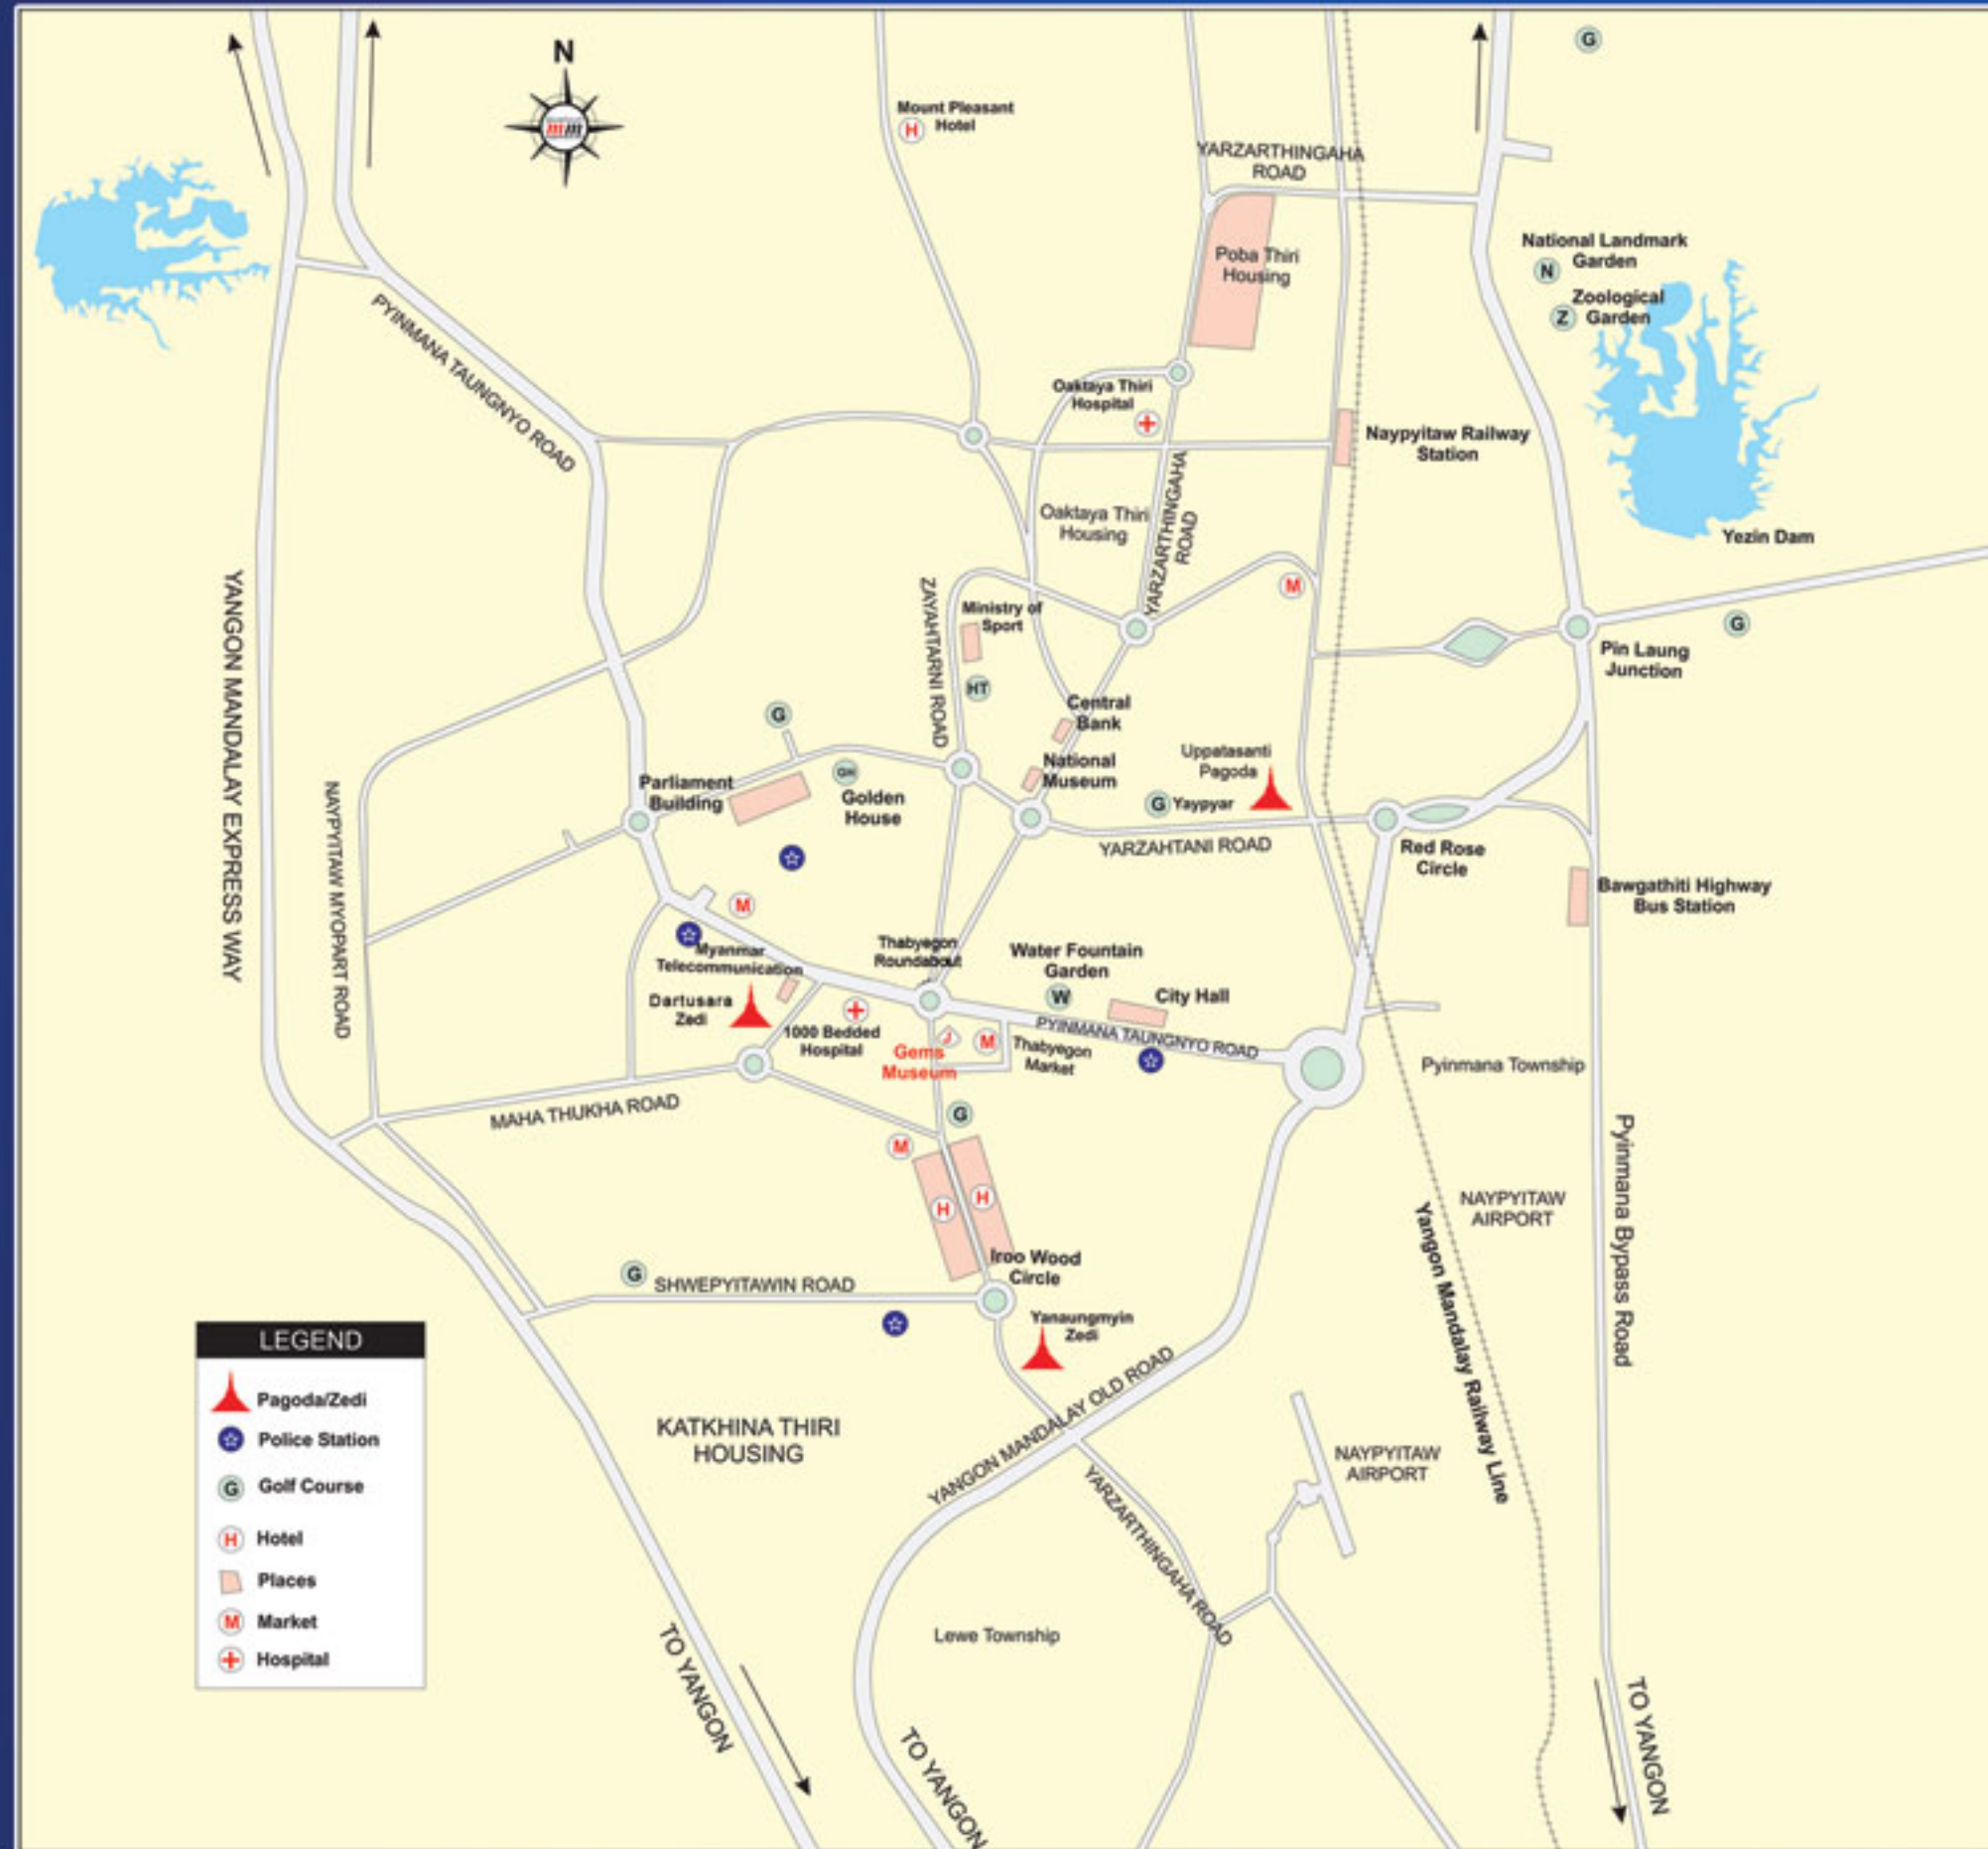 N
mm
G
Mount Pleasant
Hotel
H
YARZARTHINGAHA
ROAD
National Landmark
Garden
N
Zoological
Garden
Z
Poba Thiri
Housing
PYINMANA TAUNGNYO ROAD
Oaktaya Thiri
Hospital
Naypyitaw Railway
Station
Oaktaya Thiri
Housing
YARZARTHINGAHA
ROAD
Yezin Dam
YANGON MANDALAY EXPRESS WAY
ZAYAHTARNI ROAD
Ministry of
Sport
M
HT
G
Pin Laung
Junction
Central
Bank
G
National
Museum
Uppatasanti
Pagoda
G
Yaypyar
Parliament
Building
GH
Golden
House
NAYPYITAW MYOPART ROAD
YARZAHTANI ROAD
Red Rose
Circle
Bawgathiti Highway
Bus Station
M
Myanmar
Telecommunication
Thabyegon
Roundabout
Water Fountain
Garden
W
City Hall
Dartusara
Zedi
1000 Bedded
Hospital
PYINMANA TAUNGNYO ROAD
J
M
Gems
Museum
Thabyegon
Market
Pyinmana Township
MAHA THUKHA ROAD
G
M
H
H
NAYPYITAW
AIRPORT
Pyinmana Bypass Road
Yangon Mandalay Railway Line
Iroo Wood
Circle
G
SHWEPYITAWIN ROAD
Yanaungmyin
Zedi
YANGON MANDALAY OLD ROAD
KATKHINA THIRI
HOUSING
NAYPYITAW
AIRPORT
YARZARTHINGAHA ROAD
Lewe Township
TO YANGON
TO YANGON
TO YANGON
LEGEND
Pagoda/Zedi
Police Station
G
Golf Course
H
Hotel
Places
M
Market
Hospital